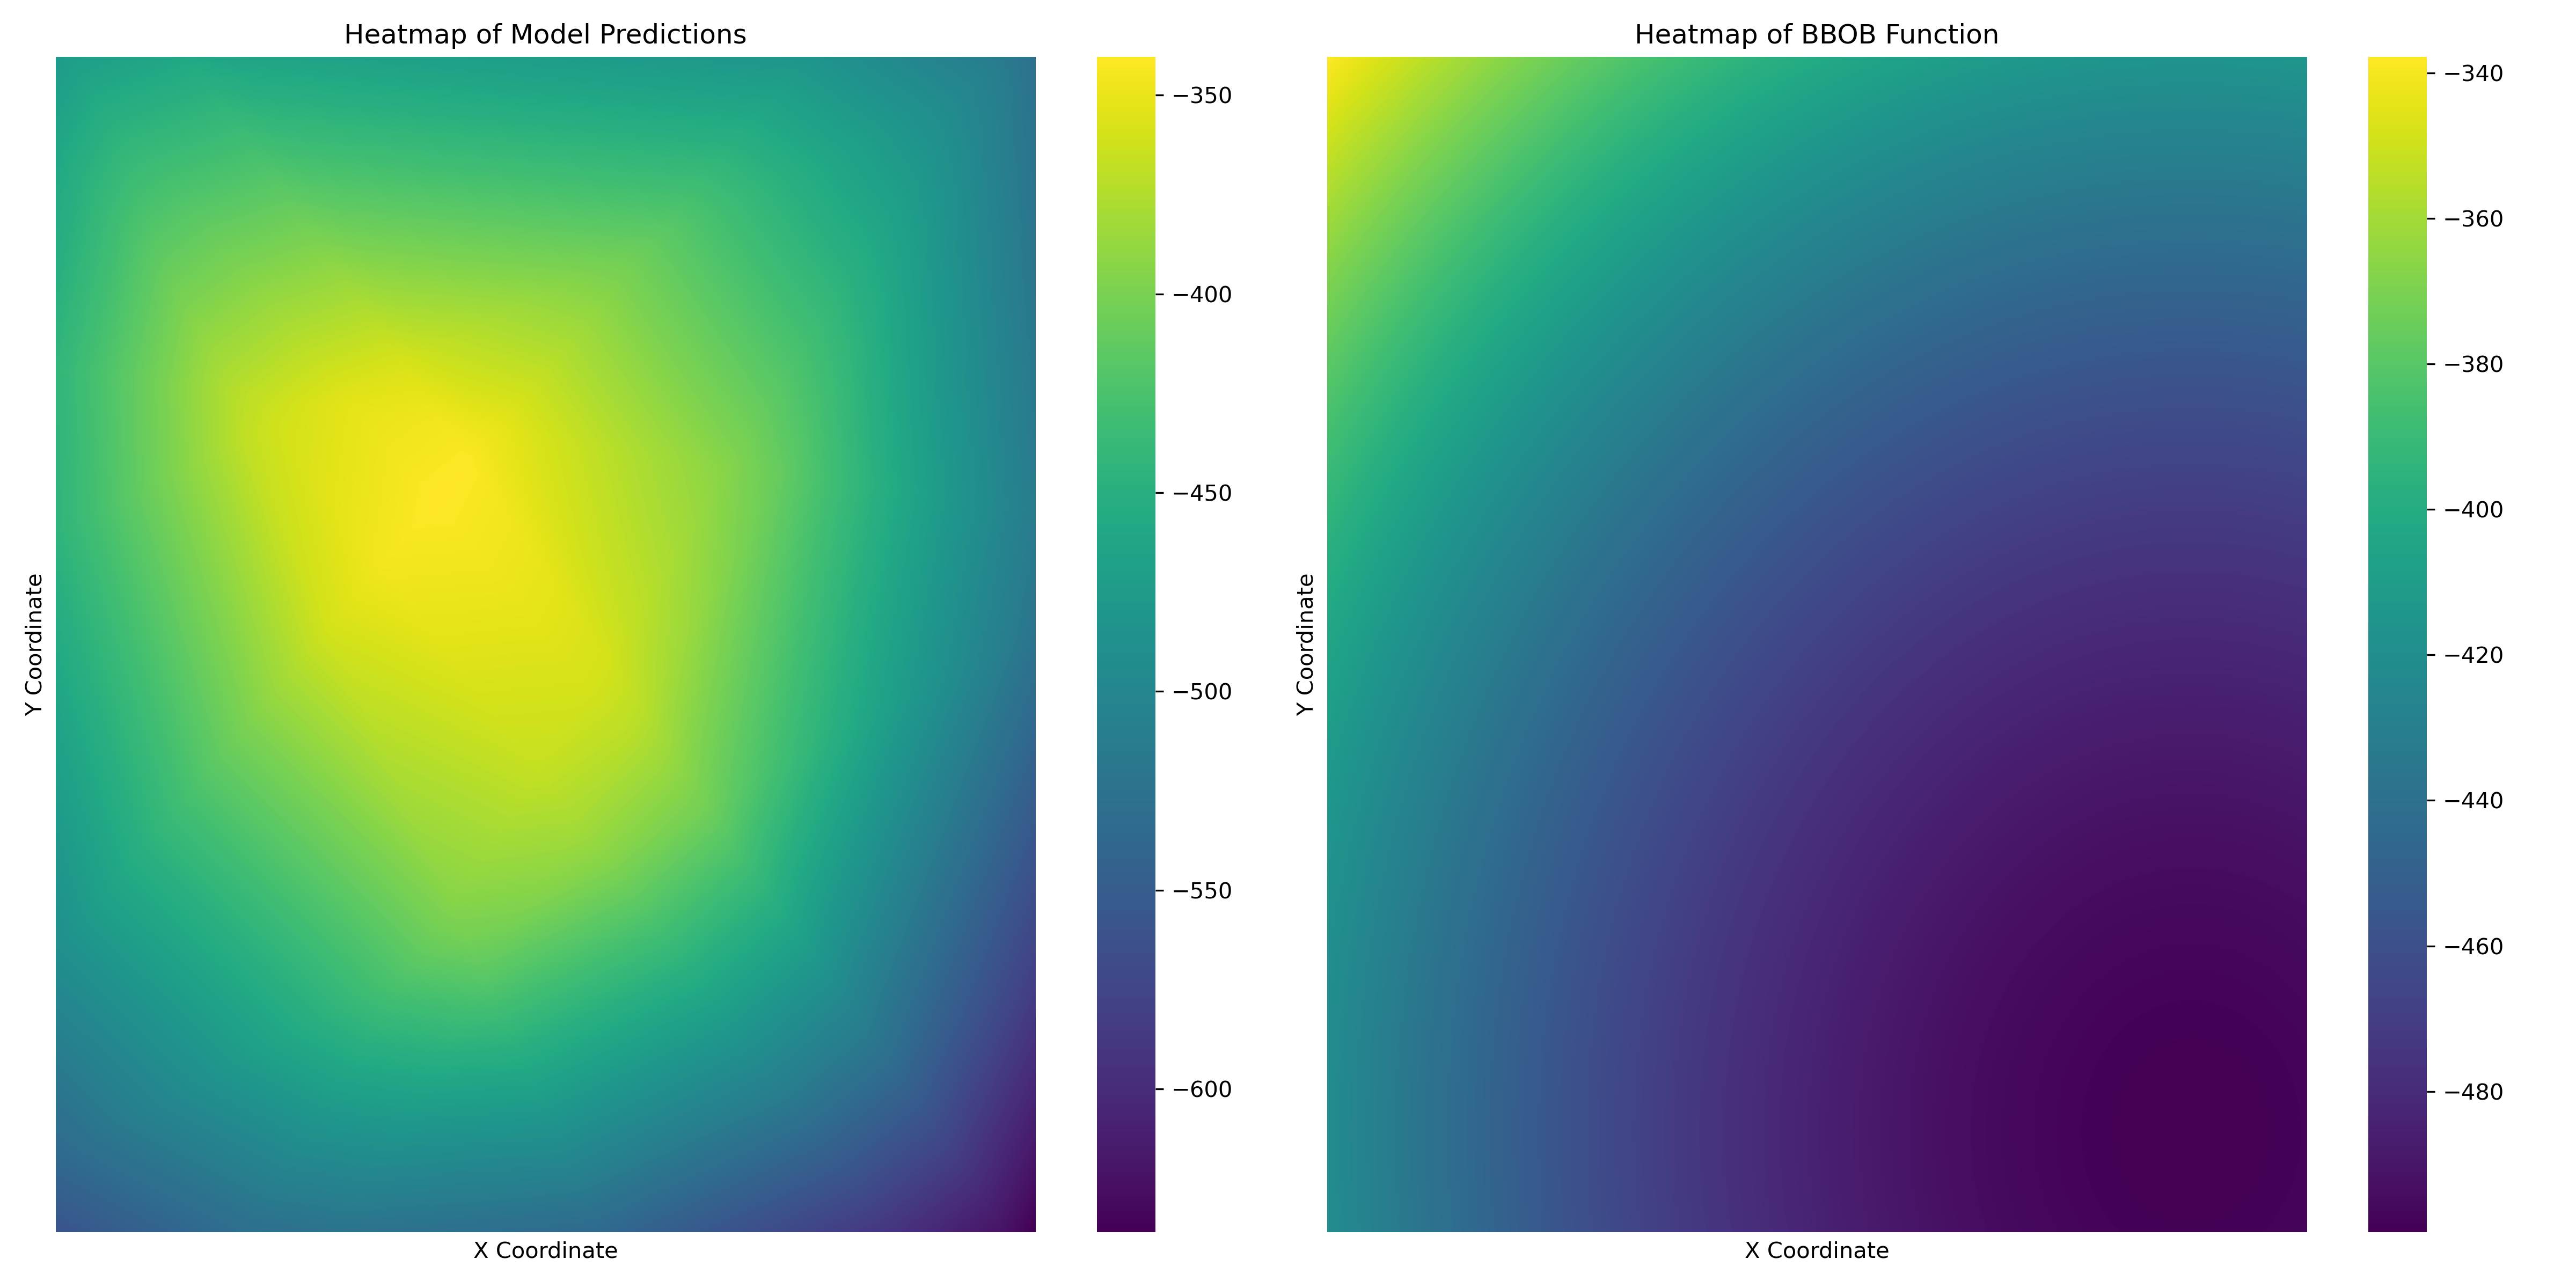 Heatmap of Model Predictions
Y Coordinate
X Coordinate
−350
−400
−450
−500
−550
−600
Heatmap of BBOB Function
Y Coordinate
X Coordinate
−340
−360
−380
−400
−420
−440
−460
−480